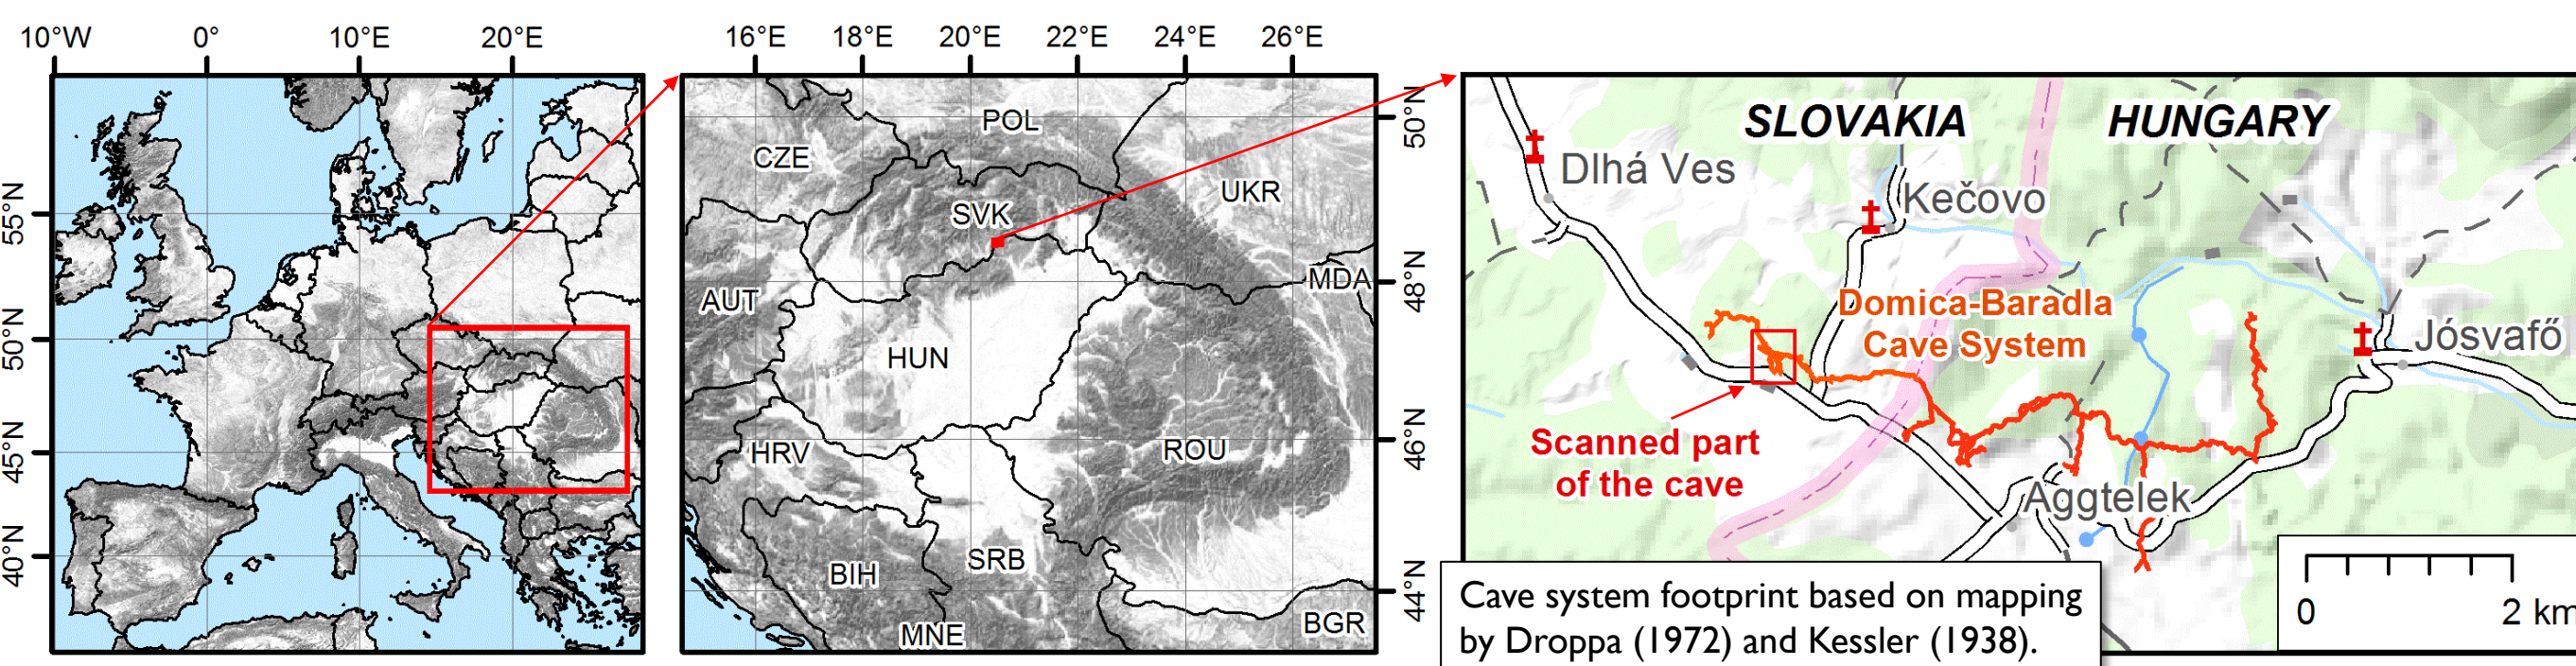 10°W 0° 10°E 20°E
55°N
50°N
45°N
40°N
16°E 18°E 20°E 22°E 24°E 26°E
50°N
48°N
46°N
44°N
POL
CZE
UKR
SVK
MDA
AUT
HUN
HRV
ROU
SRB
BIH
MNE
BGR
SLOVAKIA HUNGARY
Dlhá Ves
Kečovo
Domica-Baradla
Cave System
Jósvafő
Scanned part
of the cave
Aggtelek
0 2 km
Cave system footprint based on mapping
by Droppa (1972) and Kessler (1938).